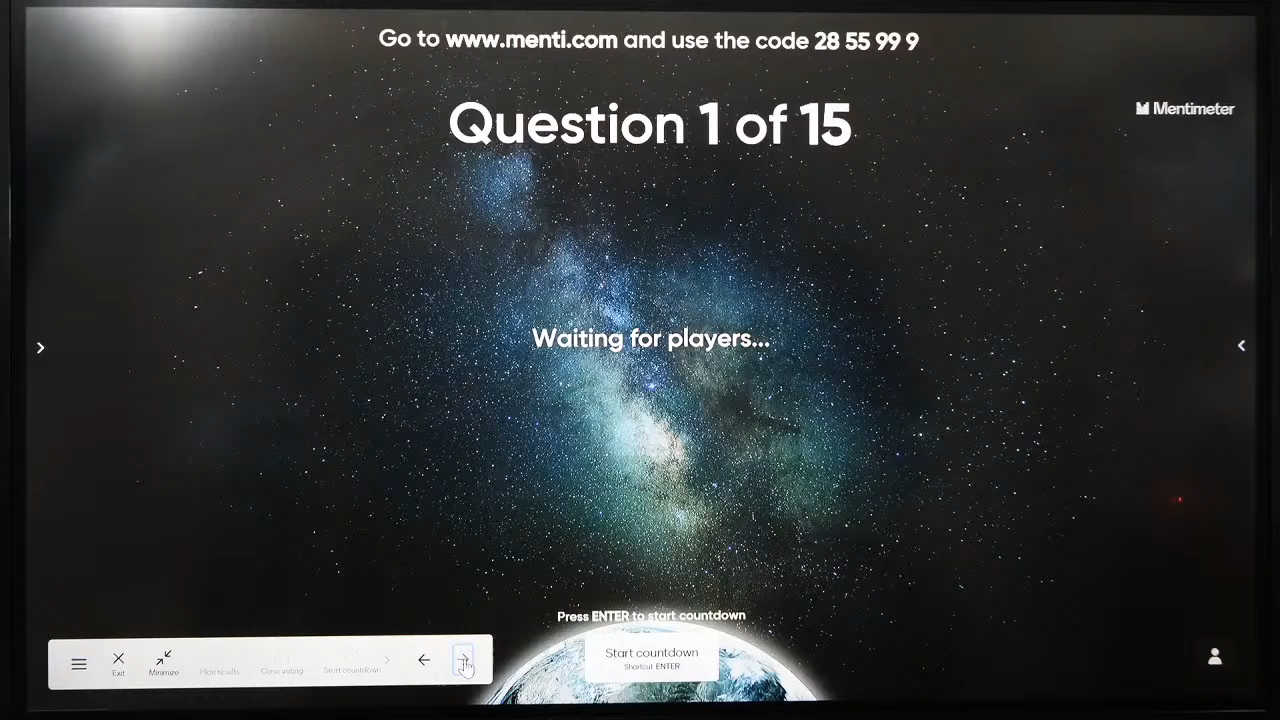 Go to www.menti.com and use the code 28 55 99 9
Question 1 of 15
Mentimeter
Waiting for players...
Press ENTER to start countdown
Start countdown
Shortcut ENTER
Exit
Minimize
Hide results
Close voting
Start countdown